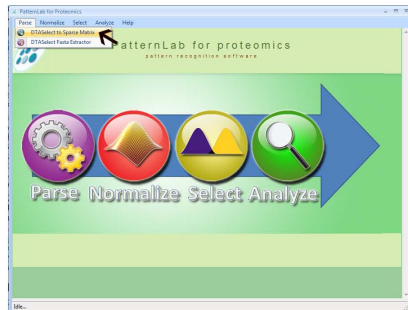 PatternLab for Proteomics
Parse Normalize Select Analyze Help
DTASelect to Sparse Matrix
DTASelect Fasta Extractor
PatternLab for proteomics
pattern recognition software
Parse Normalize Select Analyze
Idle...